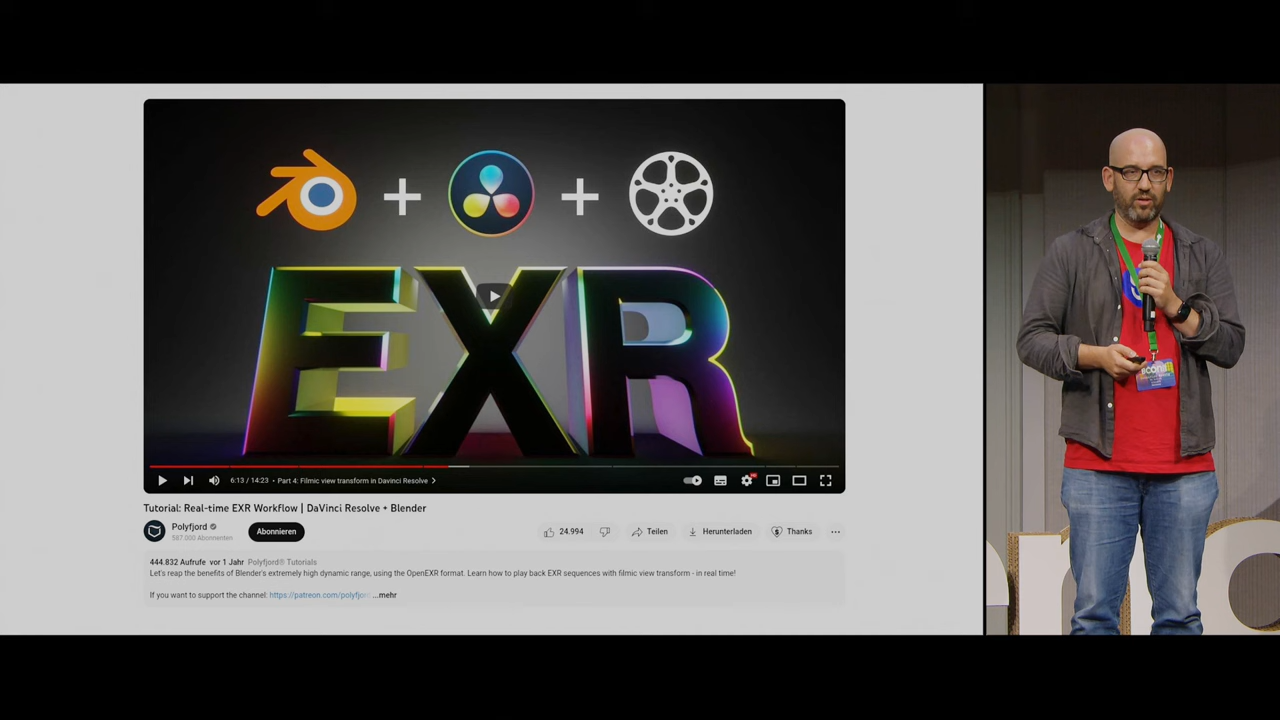 EXR
6:13 / 14:23 • Part 4: Filmic view transform in Davinci Resolve
HD
Tutorial: Real-time EXR Workflow | DaVinci Resolve + Blender
Polyfjord
587.000 Abonnenten
Abonnieren
24.994
Teilen
Herunterladen
Thanks
444.832 Aufrufe vor 1 Jahr Polyfjord® Tutorials
Let's reap the benefits of Blender's extremely high dynamic range, using the OpenEXR format. Learn how to play back EXR sequences with filmic view transform - in real time!
If you want to support the channel: https://patreon.com/polyfjord ...mehr